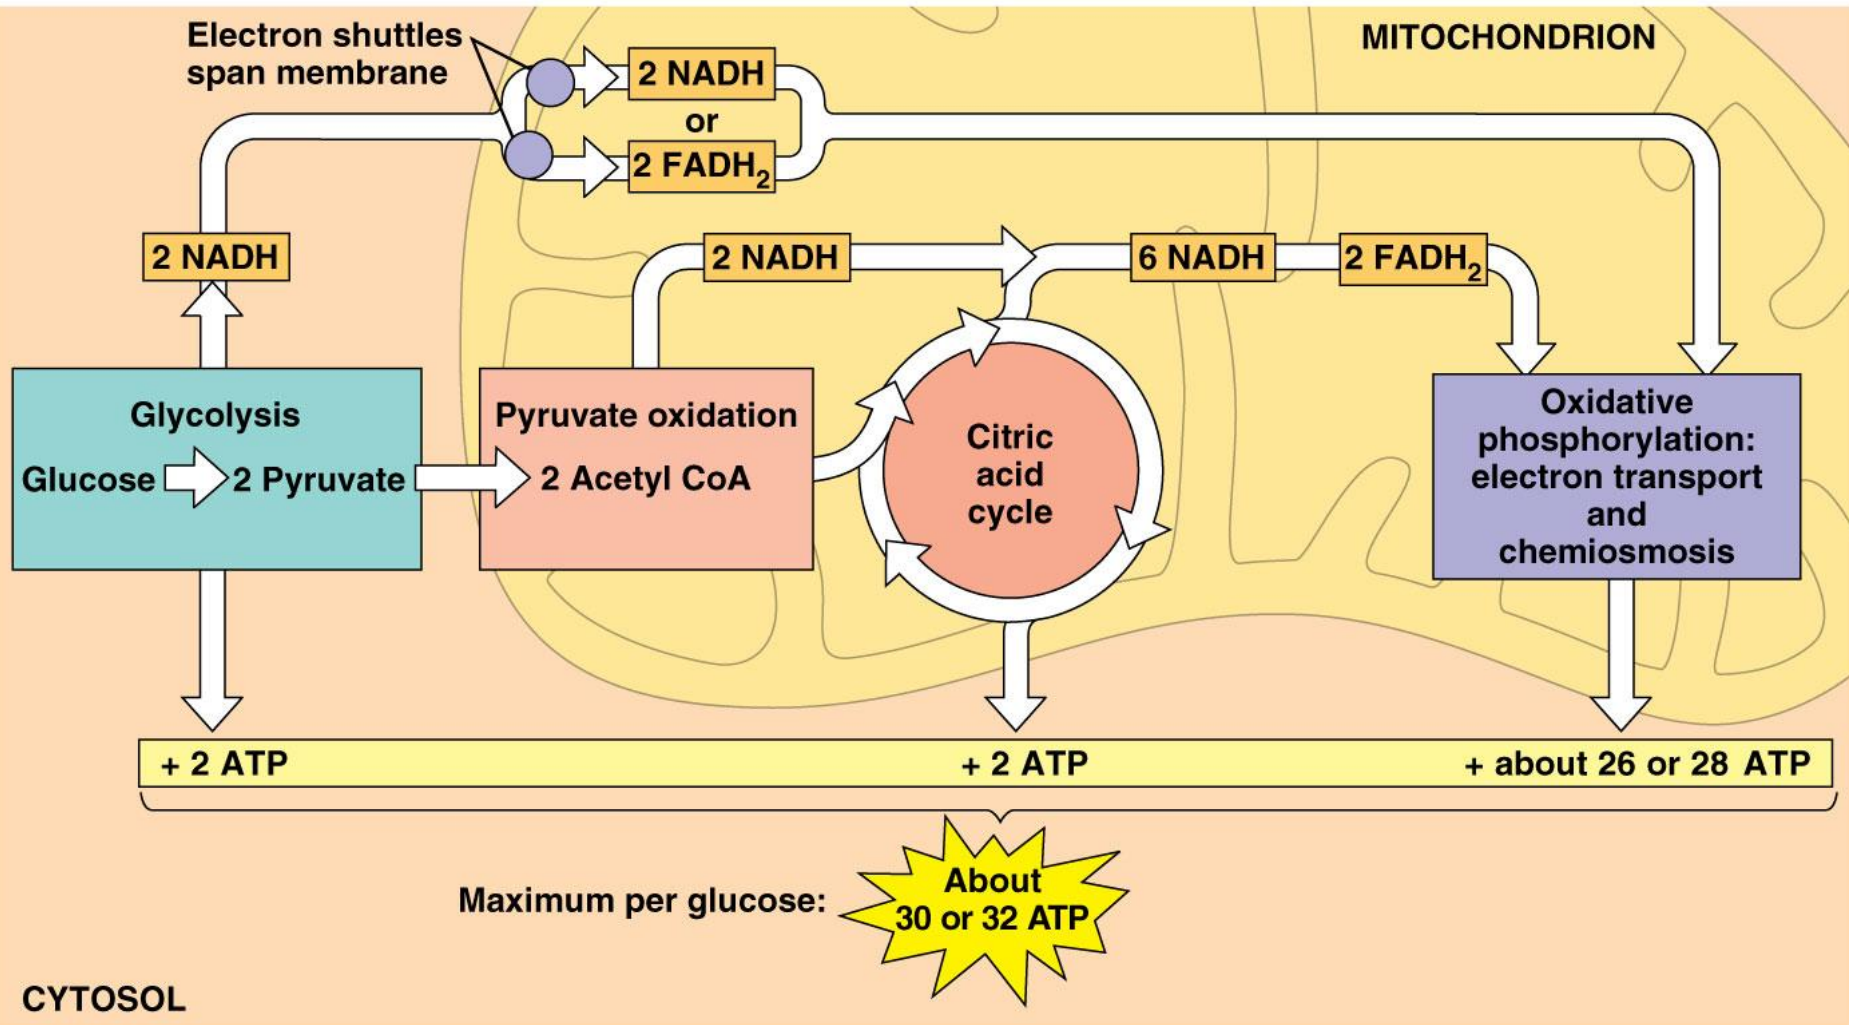 Electron shuttles
span membrane
MITOCHONDRION
2 NADH
or
2 FADH₂
2 NADH
2 NADH
6 NADH
2 FADH₂
Glycolysis
Glucose
2 Pyruvate
Pyruvate oxidation
2 Acetyl CoA
Citric
acid
cycle
Oxidative
phosphorylation:
electron transport
and
chemiosmosis
+ 2 ATP
+ 2 ATP
+ about 26 or 28 ATP
Maximum per glucose:
About
30 or 32 ATP
CYTOSOL